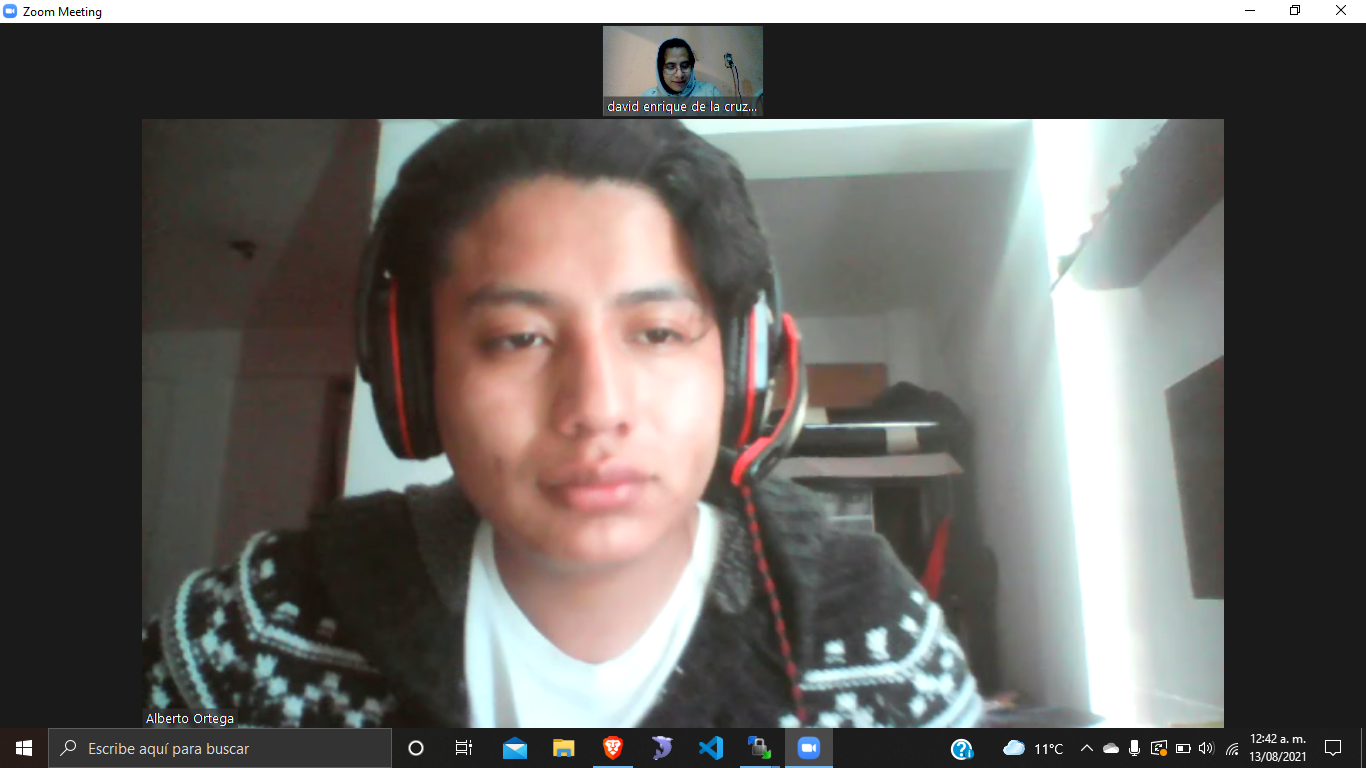 Zoom Meeting
david enrique de la cruz...
Alberto Ortega
Escribe aquí para buscar
11°C
12:42 a. m.
13/08/2021